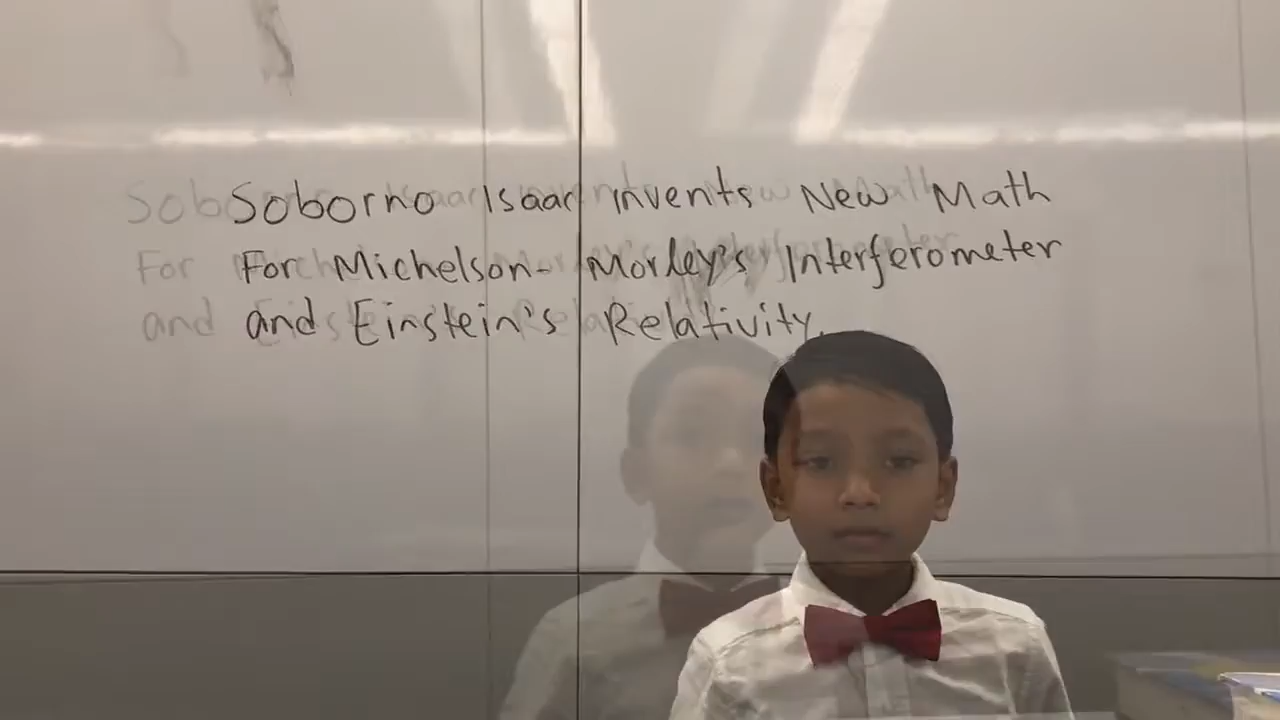 Soborno Isaac invents New Math
For Michelson-Morley's Interferometer
and Einstein's Relativity.